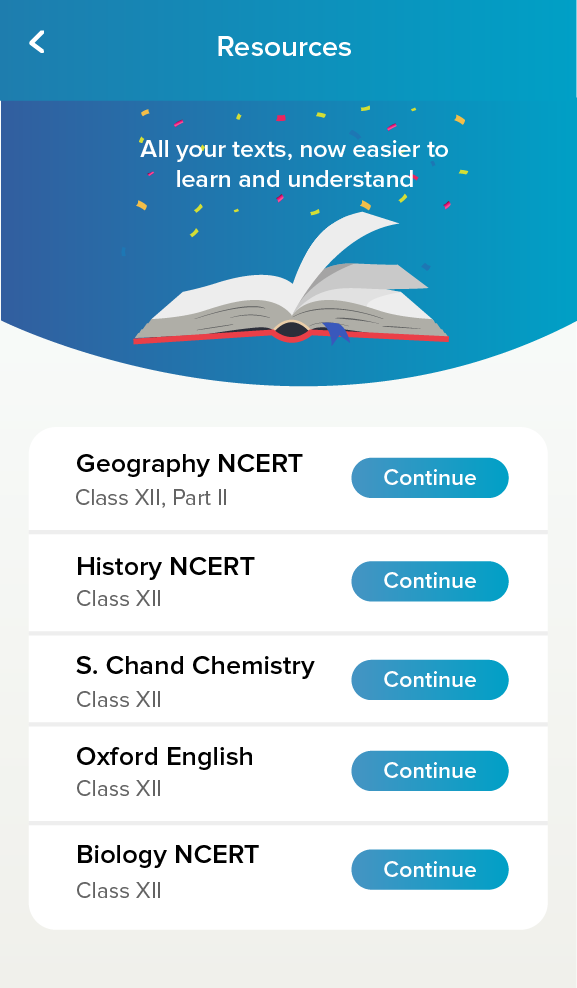 Resources
All your texts, now easier to
learn and understand
Geography NCERT
Class XII, Part II
Continue
History NCERT
Class XII
Continue
S. Chand Chemistry
Class XII
Continue
Oxford English
Class XII
Continue
Biology NCERT
Class XII
Continue